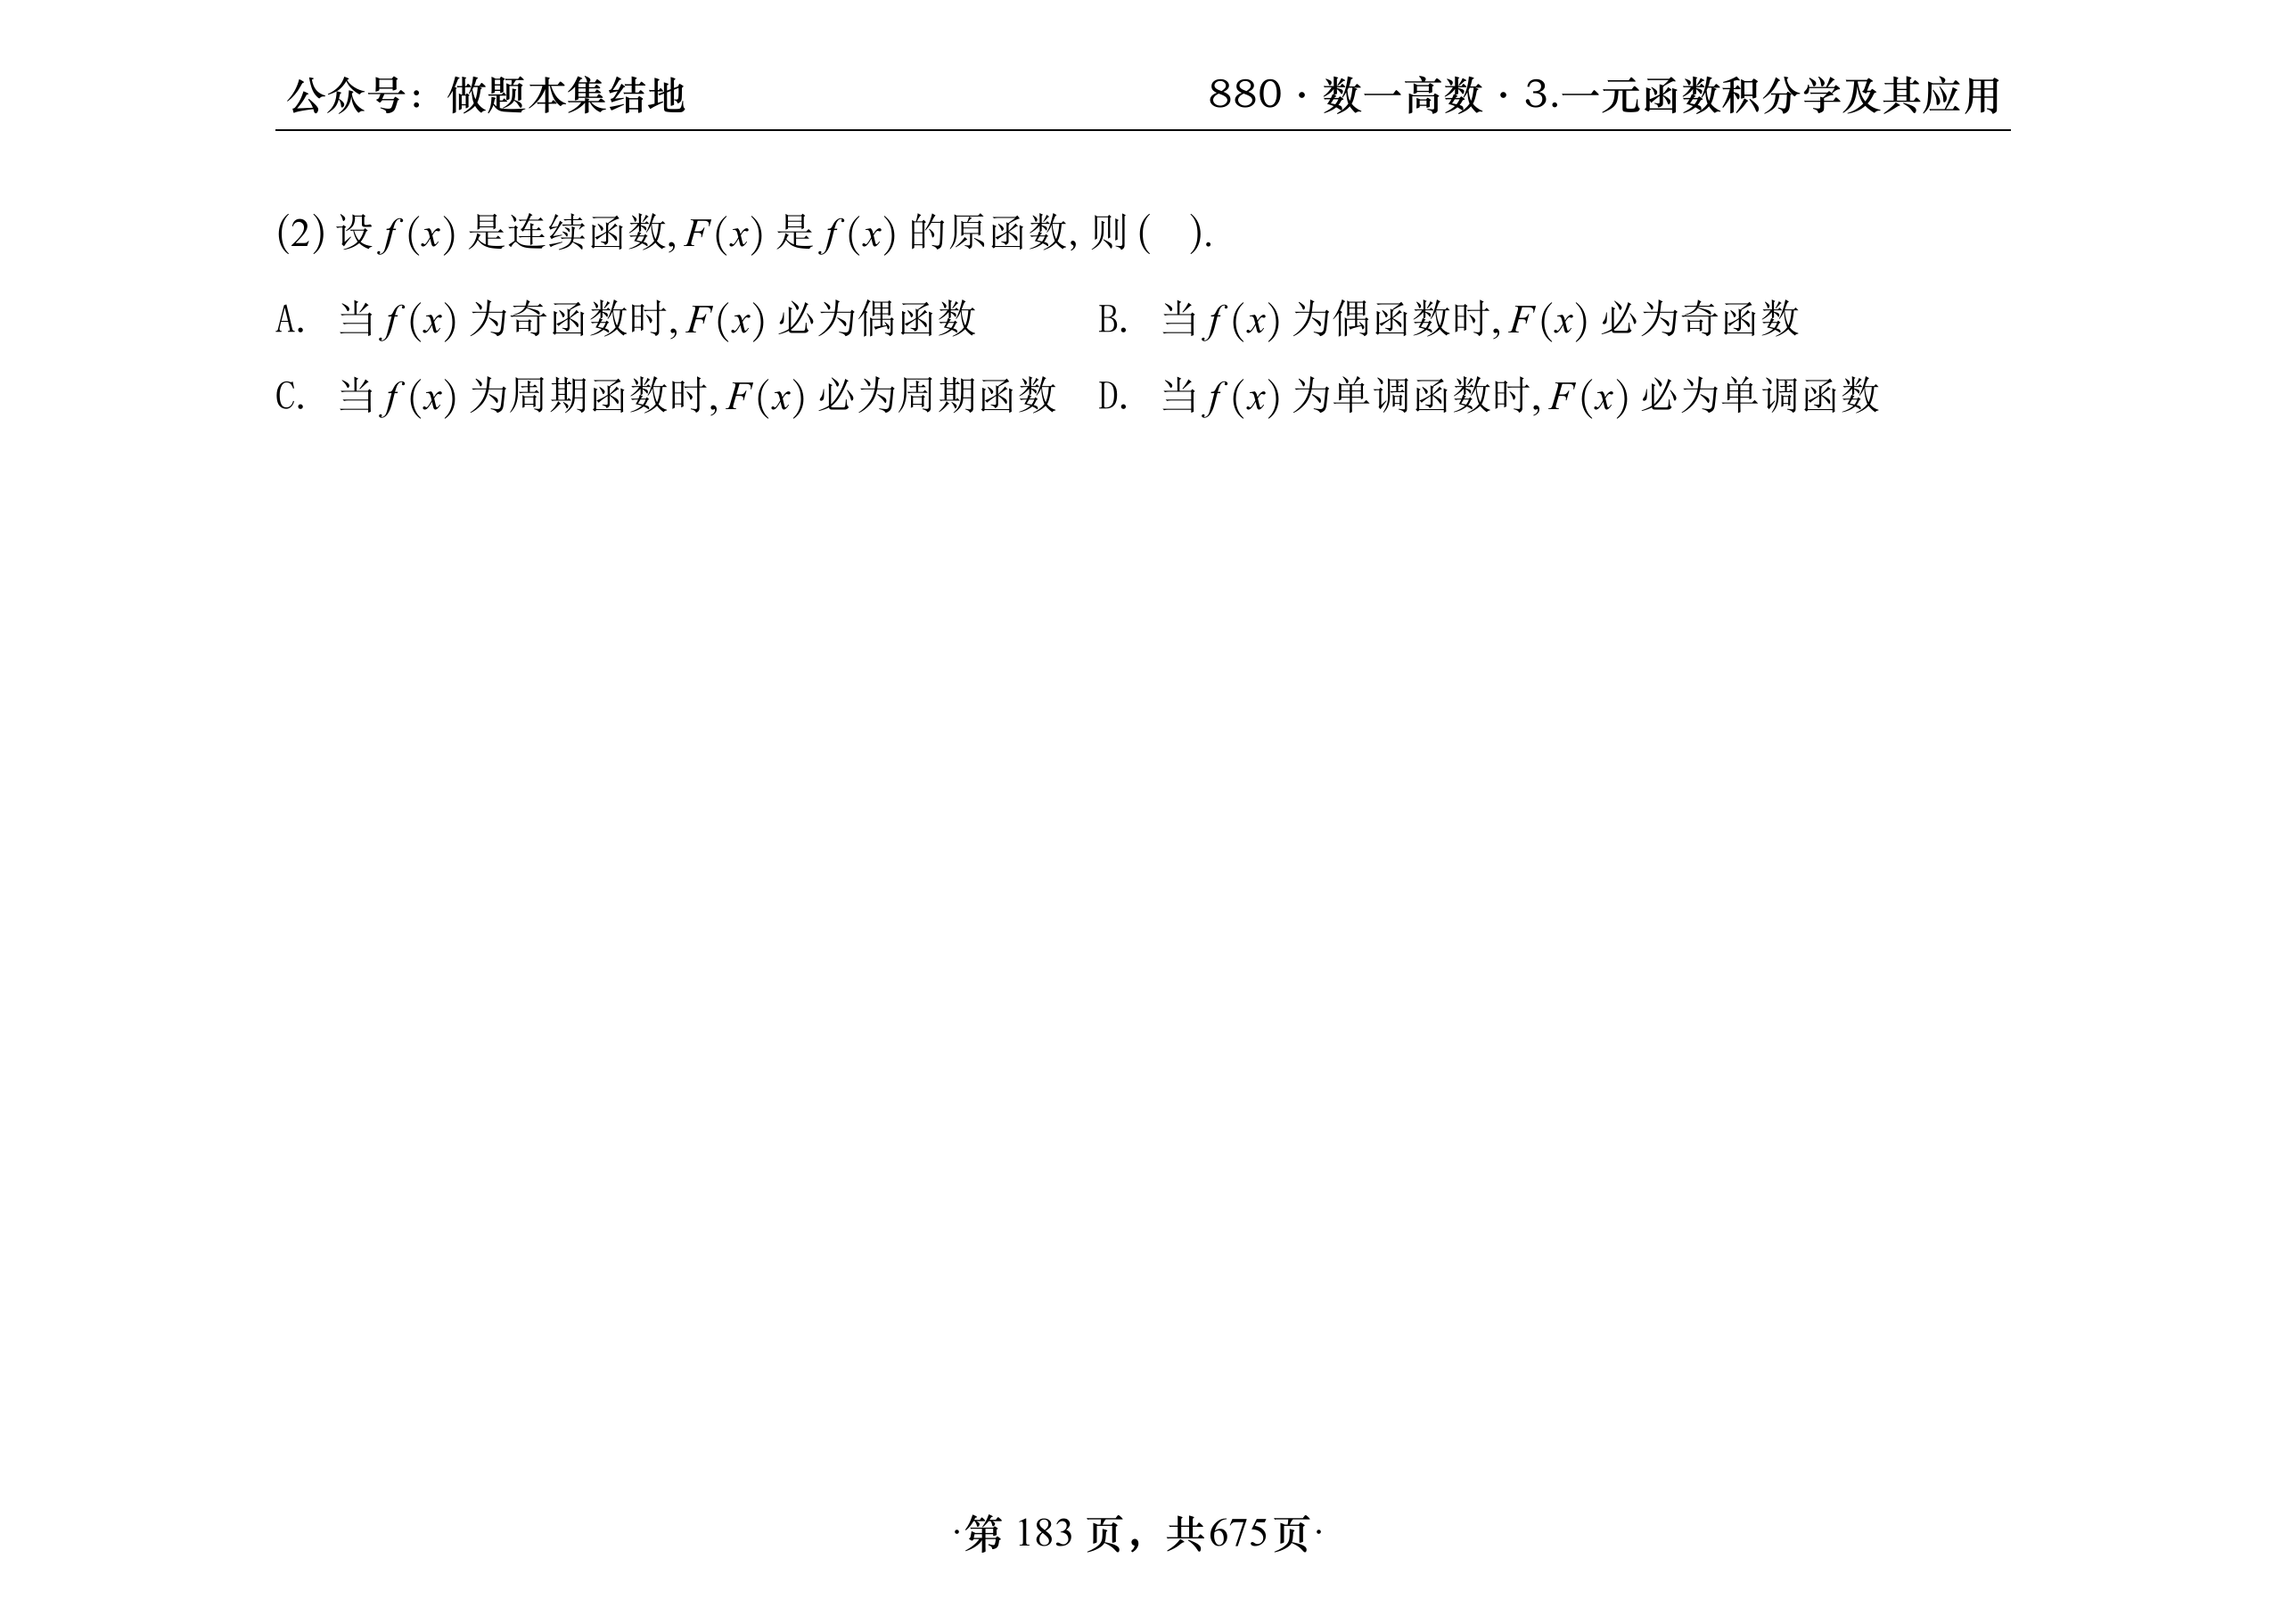 公众号：做题本集结地 880·数一高数·3.一元函数积分学及其应用
(2) 设 f(x) 是连续函数, F(x) 是 f(x) 的原函数, 则 ( ).
A. 当 f(x) 为奇函数时, F(x) 必为偶函数 B. 当 f(x) 为偶函数时, F(x) 必为奇函数
C. 当 f(x) 为周期函数时, F(x) 必为周期函数 D. 当 f(x) 为单调函数时, F(x) 必为单调函数
·第 183 页，共675页·